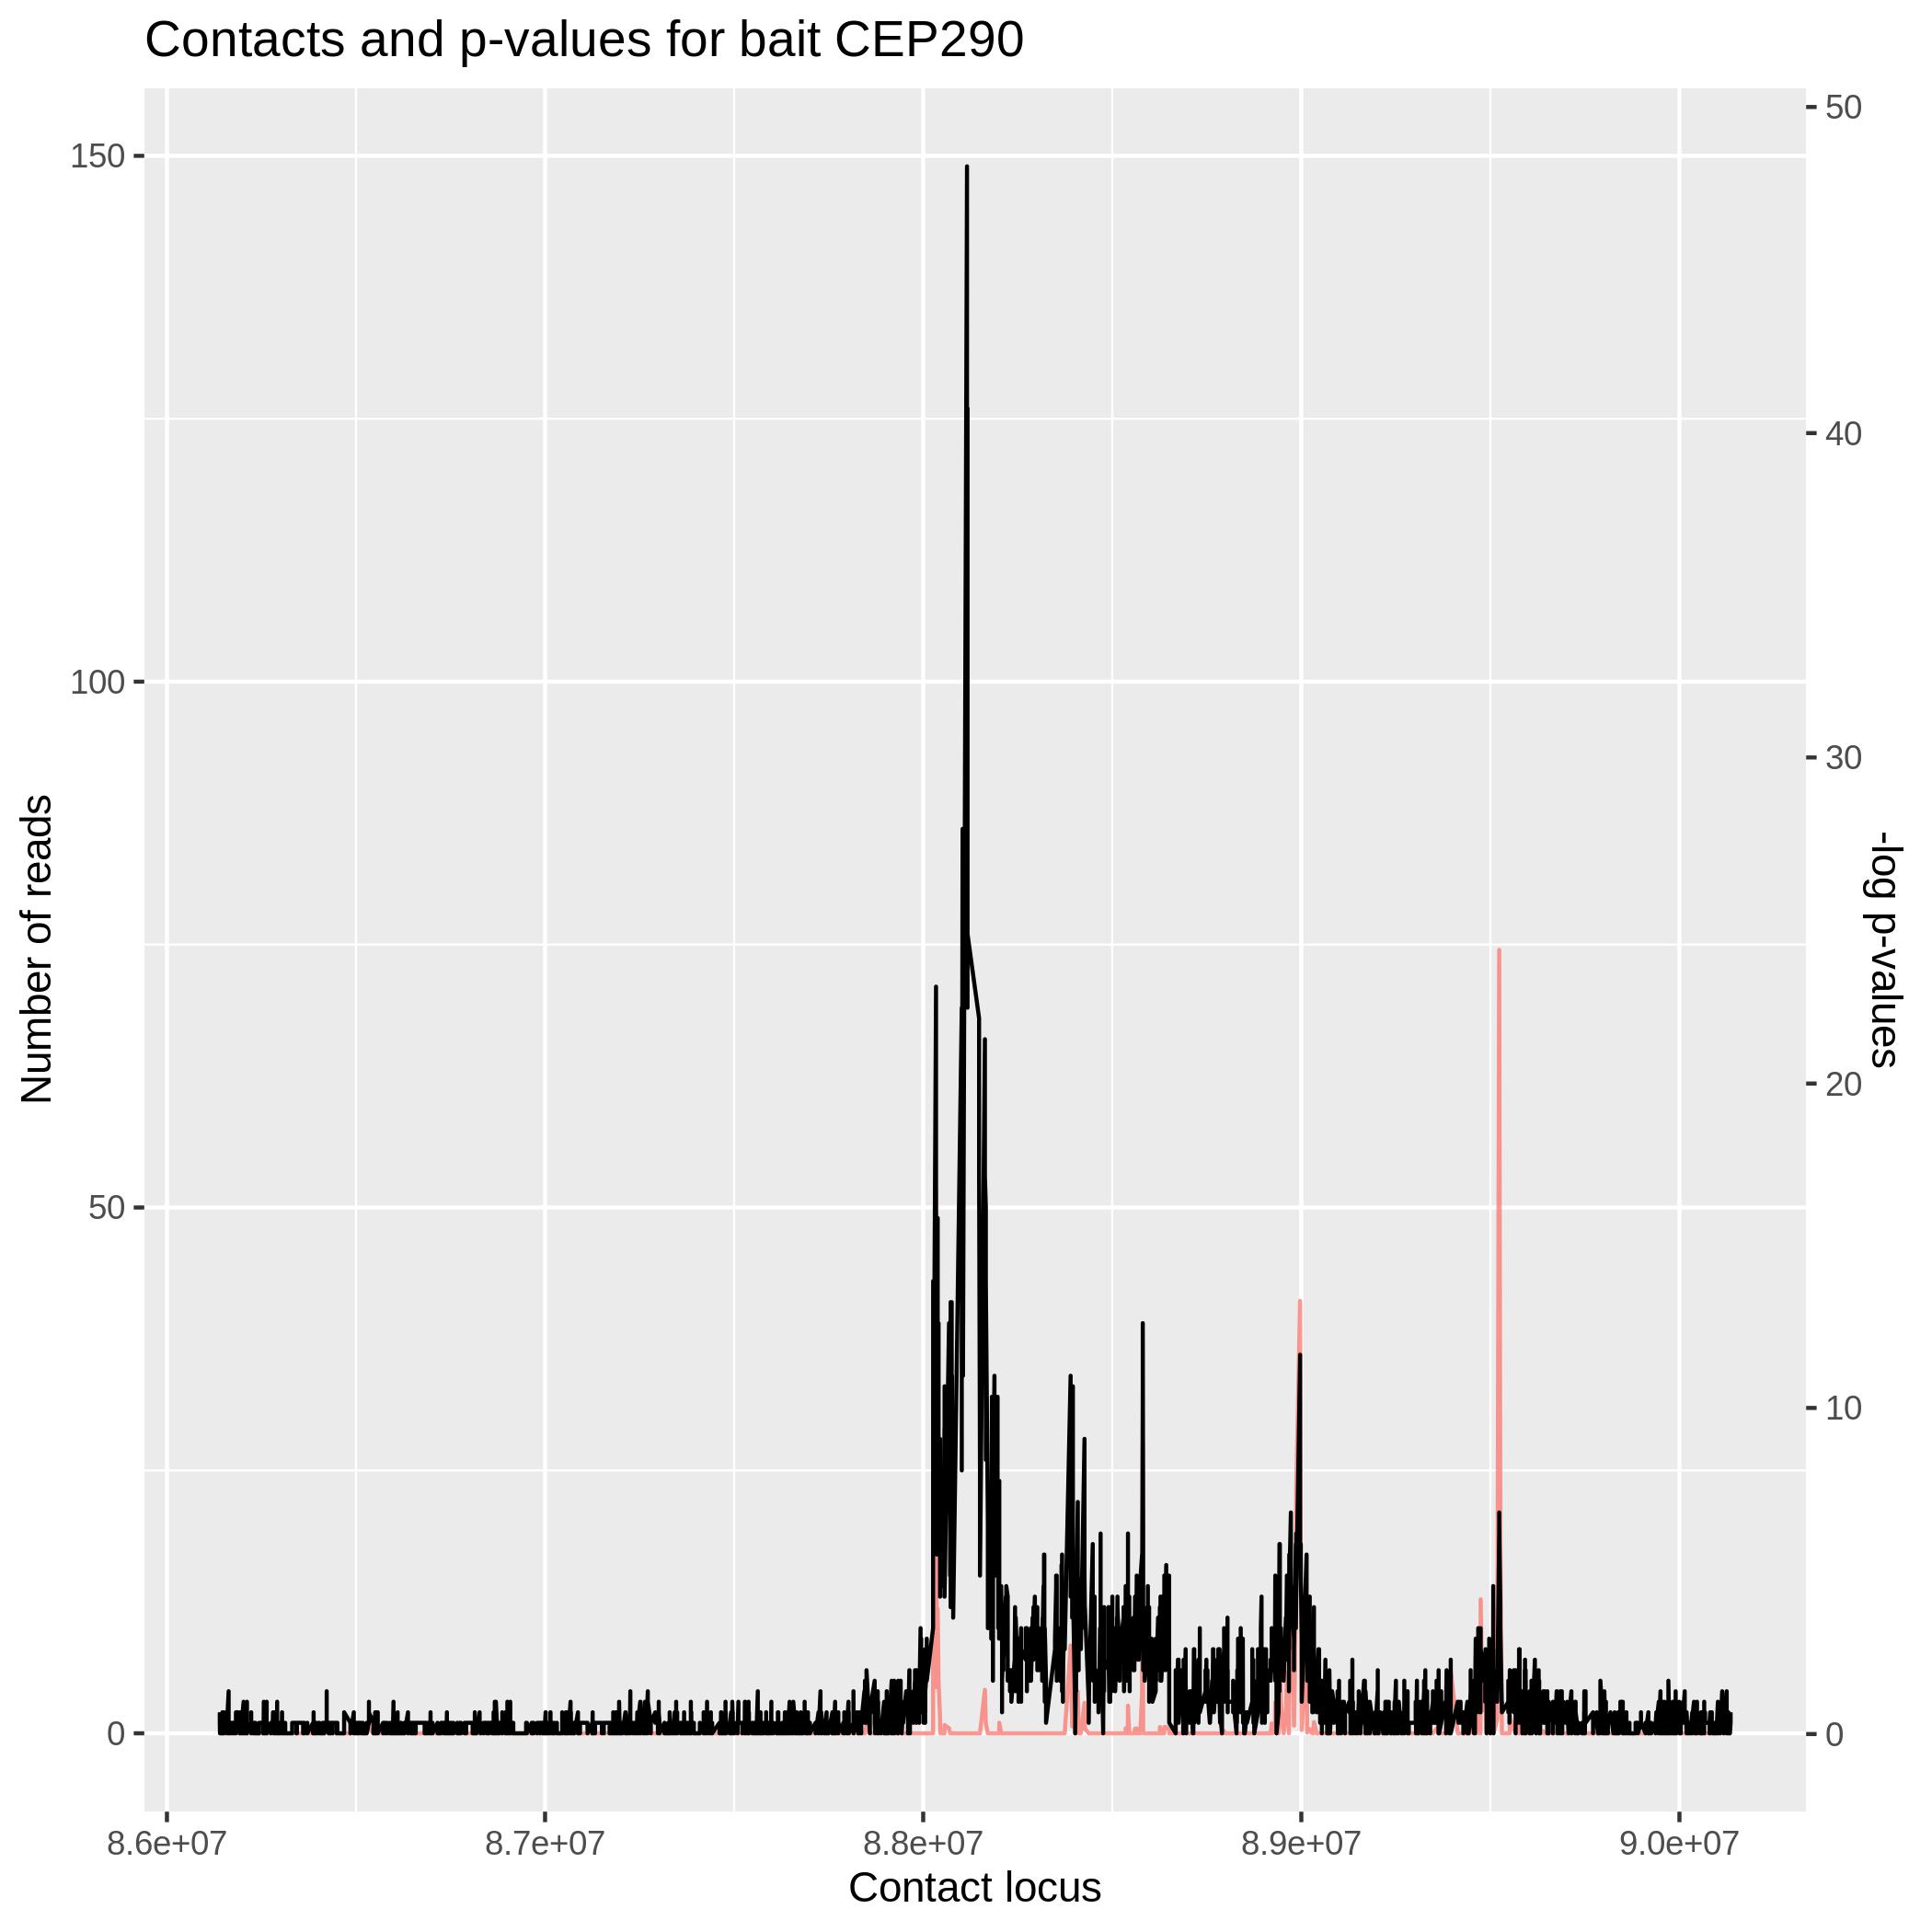 Contacts and p-values for bait CEP290
150
100
50
0
Number of reads
50
40
30
20
10
0
-log p-values
8.6e+07
8.7e+07
8.8e+07
8.9e+07
9.0e+07
Contact locus